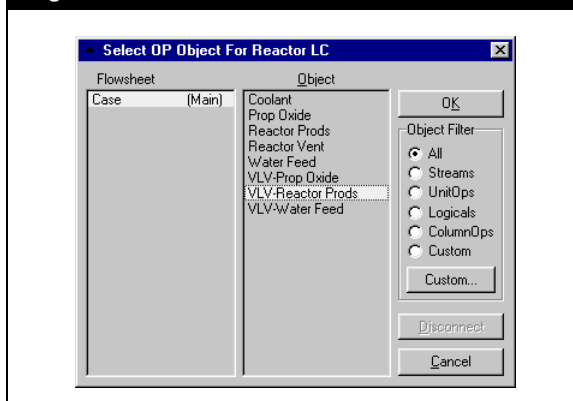 Select OP Object For Reactor LC
Flowsheet
Object
Case (Main)
Coolant
Prop Oxide
Reactor Prods
Reactor Vent
Water Feed
VLV-Prop Oxide
VLV-Reactor Prods
VLV-Water Feed
OK
Object Filter
All
Streams
UnitOps
Logicals
ColumnOps
Custom
Custom...
Disconnect
Cancel